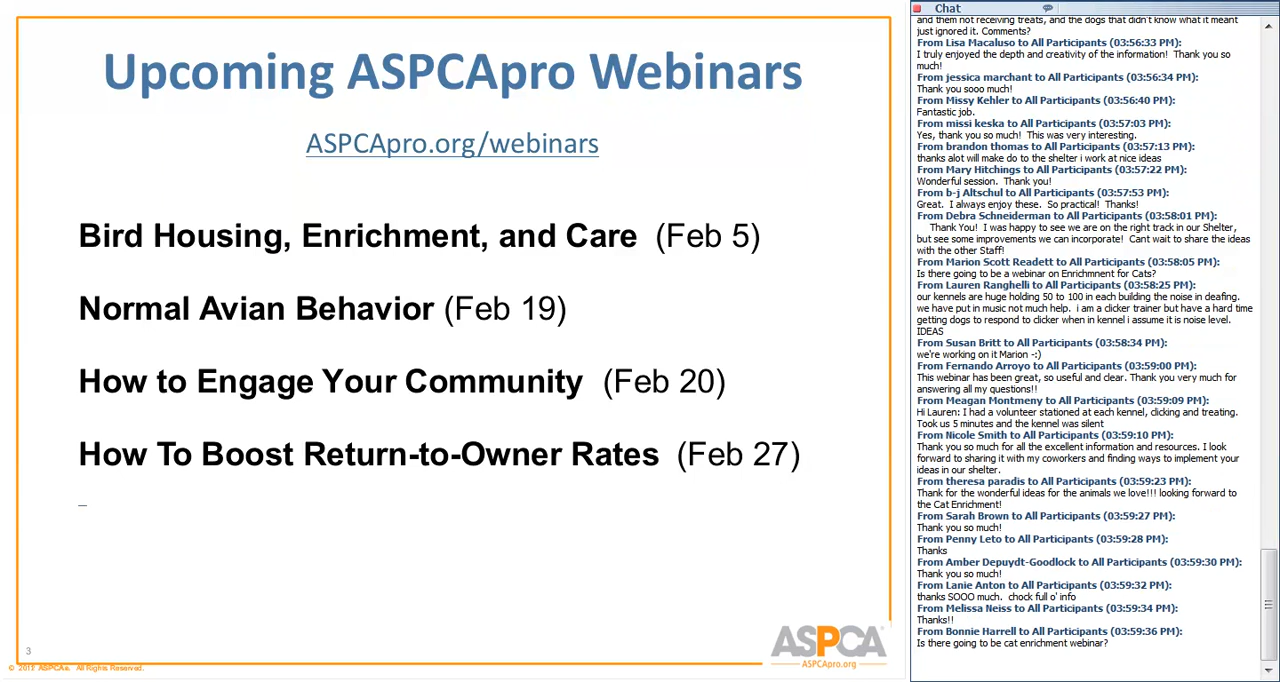 Upcoming ASPCApro Webinars
ASPCApro.org/webinars
Bird Housing, Enrichment, and Care (Feb 5)
Normal Avian Behavior (Feb 19)
How to Engage Your Community (Feb 20)
How To Boost Return-to-Owner Rates (Feb 27)
–
3
ASPCA®
ASPCApro.org
© 2011 ASPCA®. All Rights Reserved.
Chat
and them not receiving treats, and the dogs that didn't know what it meant
just ignored it. Comments?
From Lisa Macaluso to All Participants (03:56:33 PM):
I truly enjoyed the depth and creativity of the information! Thank you so
much!
From jessica marchant to All Participants (03:56:34 PM):
Thank you sooo much!
From Missy Kehler to All Participants (03:56:40 PM):
Fantastic job.
From missi keska to All Participants (03:57:03 PM):
Yes, thank you so much! This was very interesting.
From brandon thomas to All Participants (03:57:13 PM):
thanks alot will make do to the shelter i work at nice ideas
From Mary Hitchings to All Participants (03:57:22 PM):
Wonderful session. Thank you!
From b-j Altschul to All Participants (03:57:53 PM):
Great. I always enjoy these. So practical! Thanks!
From Debra Schneiderman to All Participants (03:58:01 PM):
Thank You! I was happy to see we are on the right track in our Shelter,
but see some improvements we can incorporate! Cant wait to share the ideas
with the other Staff!
From Marion Scott Readett to All Participants (03:58:05 PM):
Is there going to be a webinar on Enrichmnent for Cats?
From Lauren Ranghelli to All Participants (03:58:25 PM):
our kennels are huge holding 50 to 100 in each building the noise in deafing.
we have put in music not much help. i am a clicker trainer but have a hard time
getting dogs to respond to clicker when in kennel i assume it is noise level.
IDEAS
From Susan Britt to All Participants (03:58:34 PM):
we're working on it Marion -:)
From Fernando Arroyo to All Participants (03:59:00 PM):
This webinar has been great, so useful and clear. Thank you very much for
answering all my questions!!
From Meagan Montmeny to All Participants (03:59:09 PM):
Hi Lauren: I had a volunteer stationed at each kennel, clicking and treating.
Took us 5 minutes and the kennel was silent
From Nicole Smith to All Participants (03:59:10 PM):
Thank you so much for all the excellent information and resources. I look
forward to sharing it with my coworkers and finding ways to implement your
ideas in our shelter.
From theresa paradis to All Participants (03:59:23 PM):
Thank for the wonderful ideas for the animals we love!!! looking forward to
the Cat Enrichment!
From Sarah Brown to All Participants (03:59:27 PM):
Thank you so much!
From Penny Leto to All Participants (03:59:28 PM):
Thanks
From Amber Depuydt-Goodlock to All Participants (03:59:30 PM):
Thank you so much!
From Lanie Anton to All Participants (03:59:32 PM):
thanks SOOO much. chock full o' info
From Melissa Neiss to All Participants (03:59:34 PM):
Thanks!!
From Bonnie Harrell to All Participants (03:59:36 PM):
Is there going to be cat enrichment webinar?